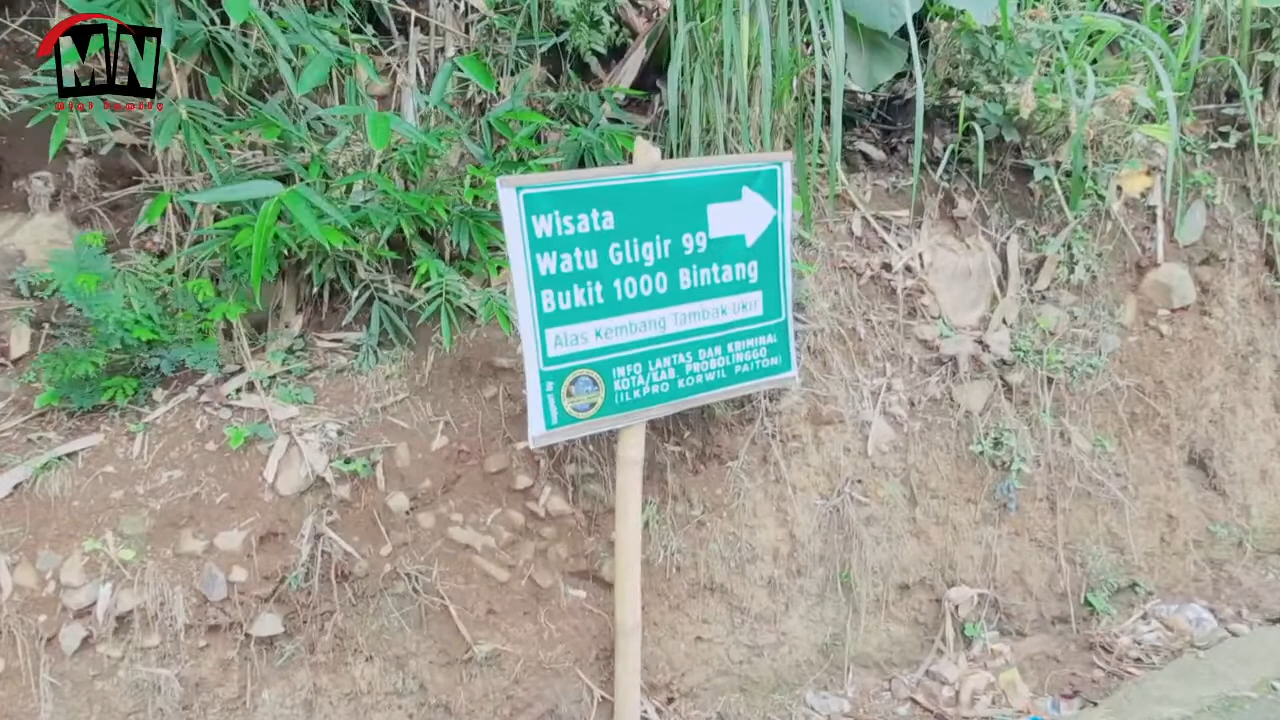 MN
Wisata
Watu Gligir 99
Bukit 1000 Bintang
Alas Kembang Tambak Ukir
INFO LANTAS DAN KRIMINAL
KOTA/KAB. PROBOLINGGO
(ILKPRO KORWIL PAITON)